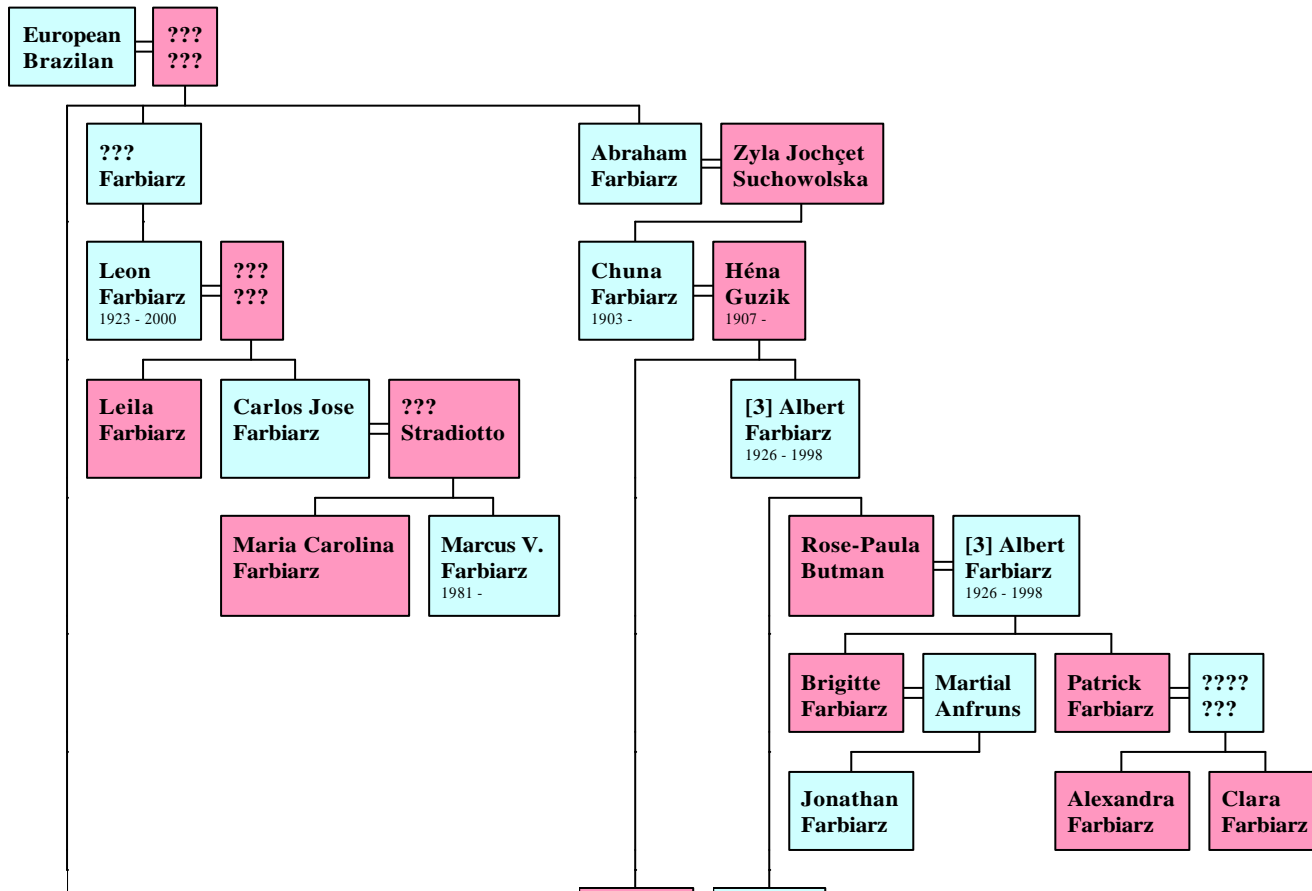 European
Brazilan
???
???
???
Farbiarz
Abraham
Farbiarz
Zyla Jochçet
Suchowolska
Leon
Farbiarz
1923 - 2000
???
???
Chuna
Farbiarz
1903 -
Héna
Guzik
1907 -
Leila
Farbiarz
Carlos Jose
Farbiarz
???
Stradiotto
[3] Albert
Farbiarz
1926 - 1998
Maria Carolina
Farbiarz
Marcus V.
Farbiarz
1981 -
Rose-Paula
Butman
[3] Albert
Farbiarz
1926 - 1998
Brigitte
Farbiarz
Martial
Anfruns
Patrick
Farbiarz
????
???
Jonathan
Farbiarz
Alexandra
Farbiarz
Clara
Farbiarz